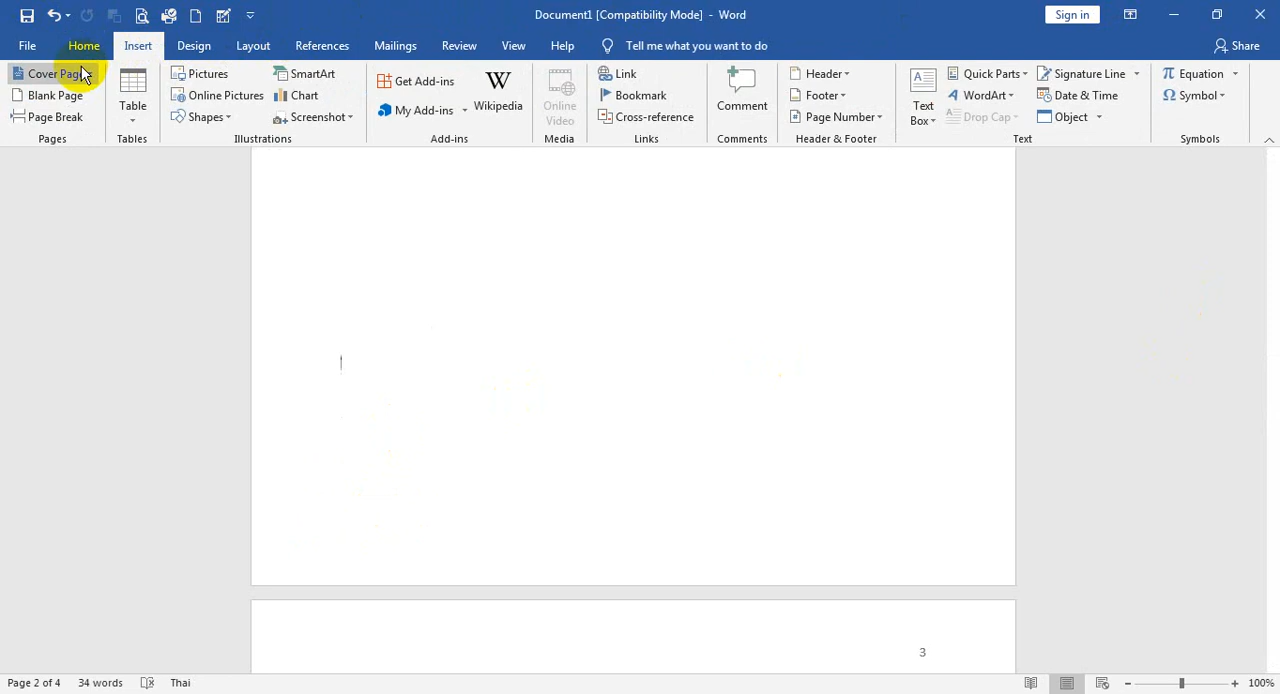 Document1 [Compatibility Mode] - Word
Sign in
File Home Insert Design Layout References Mailings Review View Help Tell me what you want to do Share
Cover Page
Blank Page
Page Break
Pages
Table
Tables
Pictures
Online Pictures
Shapes
SmartArt
Chart
Screenshot
Illustrations
Get Add-ins
My Add-ins
W
Wikipedia
Add-ins
Online
Video
Media
Link
Bookmark
Cross-reference
Links
Comment
Comments
Header
Footer
Page Number
Header & Footer
Text
Box
Quick Parts
WordArt
Drop Cap
Signature Line
Date & Time
Object
Text
Equation
Symbol
Symbols
3
Page 2 of 4 34 words Thai 100%